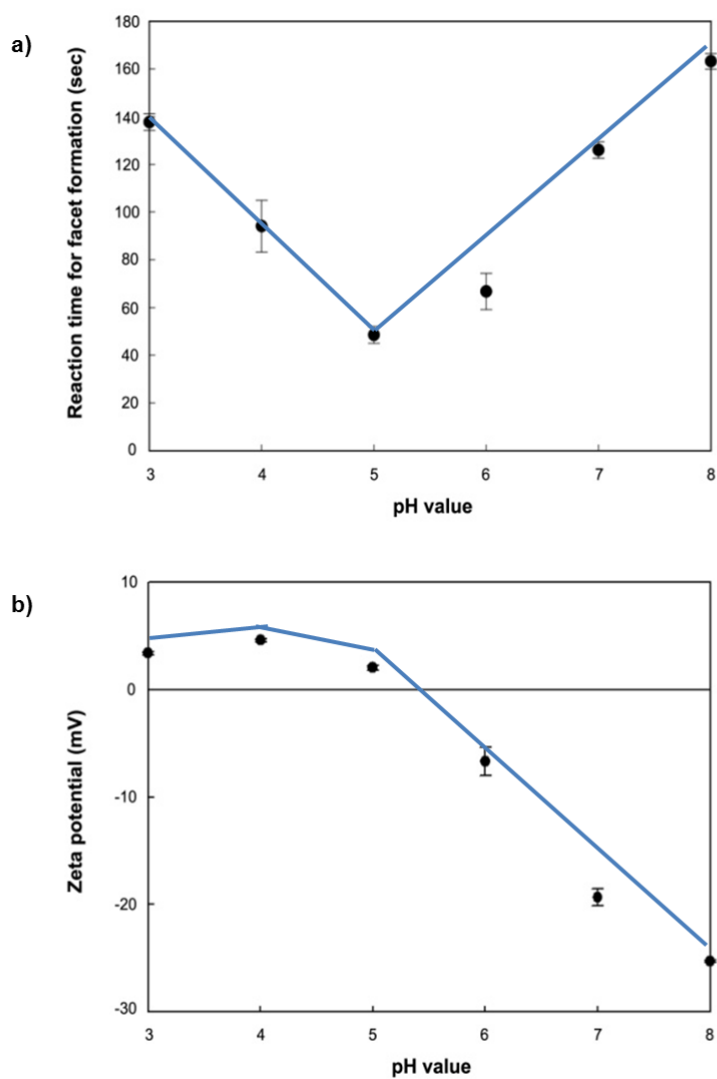 a)
Reaction time for facet formation (sec)
180
160
140
120
100
80
60
40
20
0
3 4 5 6 7 8
pH value
b)
Zeta potential (mV)
10
0
-10
-20
-30
3 4 5 6 7 8
pH value